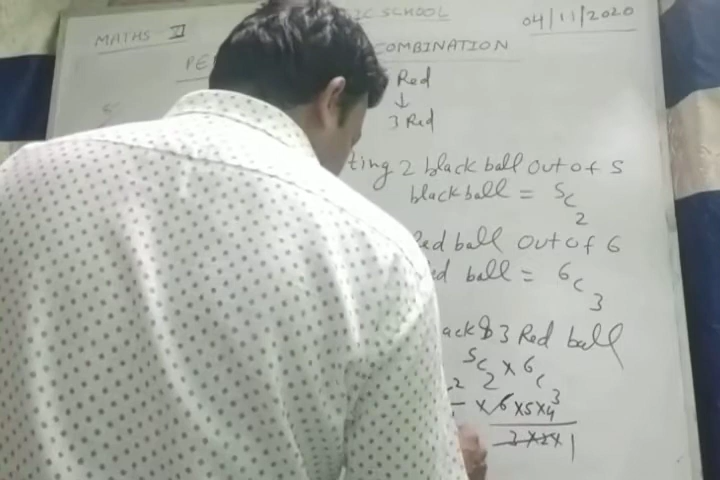 IC SCHOOL
04/11/2020
MATHS XI
PE COMBINATION
Red
↓
3 Red
ting 2 black ball out of 5
black ball = 5C2
Red ball out of 6
ed ball = 6C3
ack & 3 Red ball
5C2 × 6C3
× 6×5×4
3×2×1